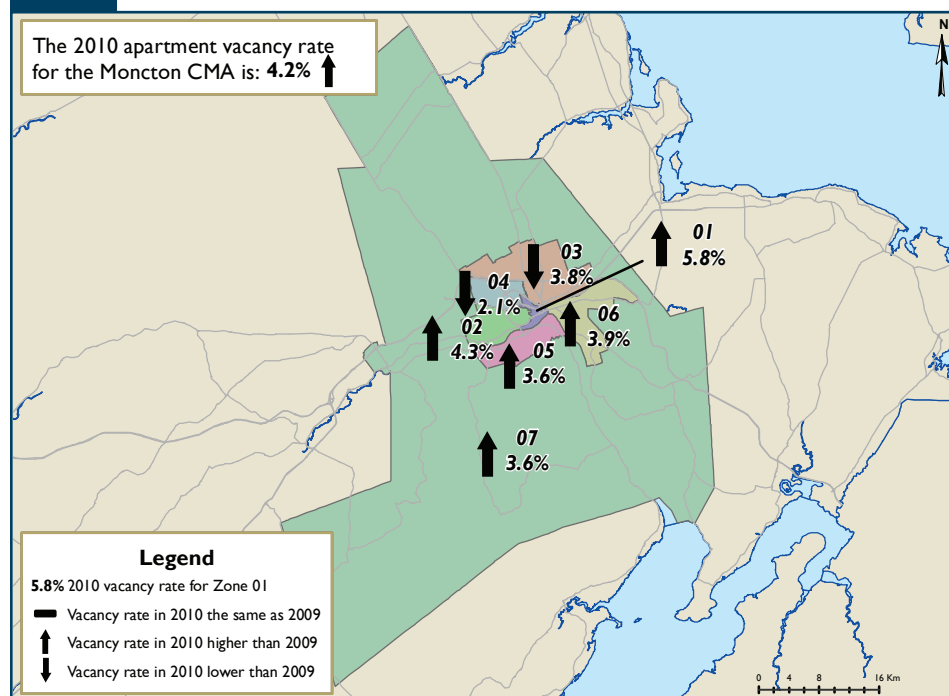 The 2010 apartment vacancy rate
for the Moncton CMA is: 4.2%
N
01
5.8%
03
3.8%
04
2.1%
06
3.9%
02
4.3%
05
3.6%
07
3.6%
Legend
5.8% 2010 vacancy rate for Zone 01
Vacancy rate in 2010 the same as 2009
Vacancy rate in 2010 higher than 2009
Vacancy rate in 2010 lower than 2009
0 4 8 16 Km